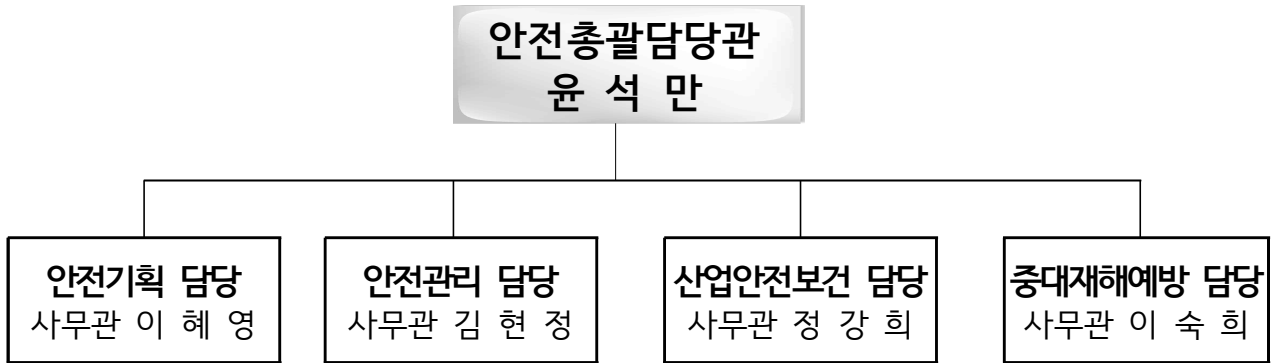 안전총괄담당관
윤 석 만
안전기획 담당
사무관 이 혜 영
안전관리 담당
사무관 김 현 정
산업안전보건 담당
사무관 정 강 희
중대재해예방 담당
사무관 이 숙 희